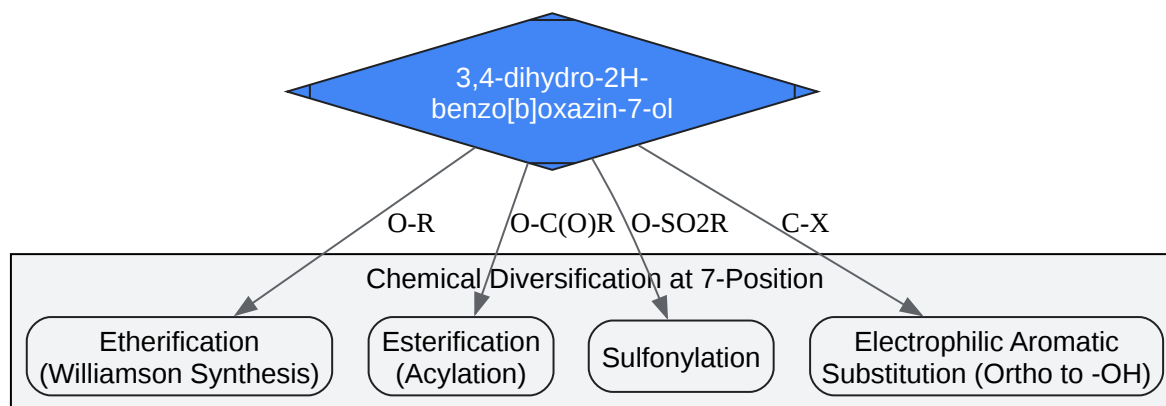 3,4-dihydro-2H-
benzo[b]oxazin-7-ol
O-R
O-C(O)R
O-SO2R
C-X
Chemical Diversification at 7-Position
Etherification
(Williamson Synthesis)
Esterification
(Acylation)
Sulfonylation
Electrophilic Aromatic
Substitution (Ortho to -OH)